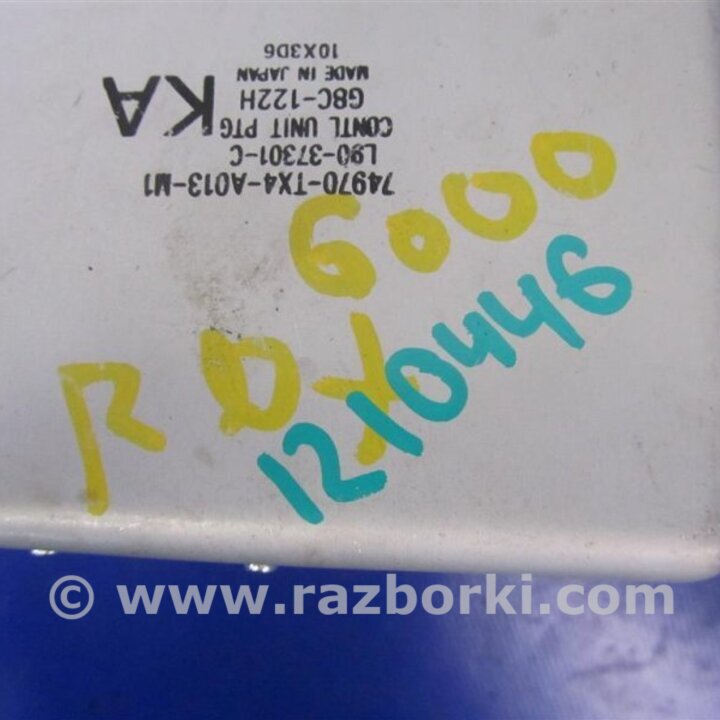 74970-TX4-A013-M1
L90-37301-C
CONTL UNIT PTG
G8C-122H
MADE IN JAPAN
10X3D6
KA
6000
RDX
1210446
© www.razborki.com